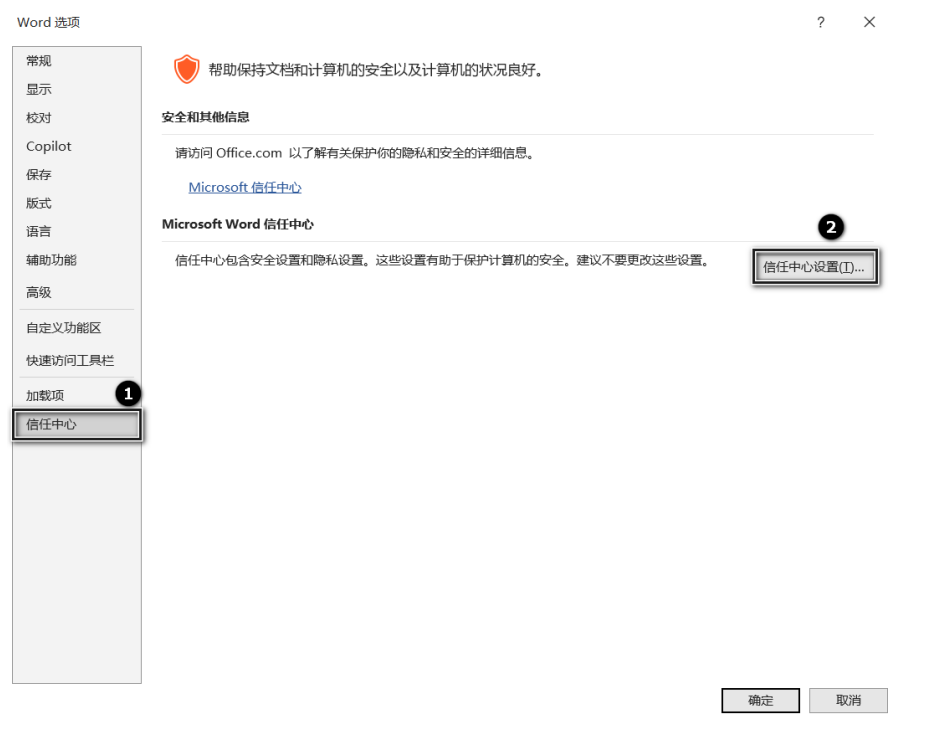 Word 选项
?
常规
显示
校对
Copilot
保存
版式
语言
辅助功能
高级
自定义功能区
快速访问工具栏
加载项
1
信任中心
帮助保持文档和计算机的安全以及计算机的状况良好。
安全和其他信息
请访问 Office.com 以了解有关保护你的隐私和安全的详细信息。
Microsoft 信任中心
Microsoft Word 信任中心
2
信任中心包含安全设置和隐私设置。这些设置有助于保护计算机的安全。建议不要更改这些设置。
信任中心设置(T)...
确定
取消